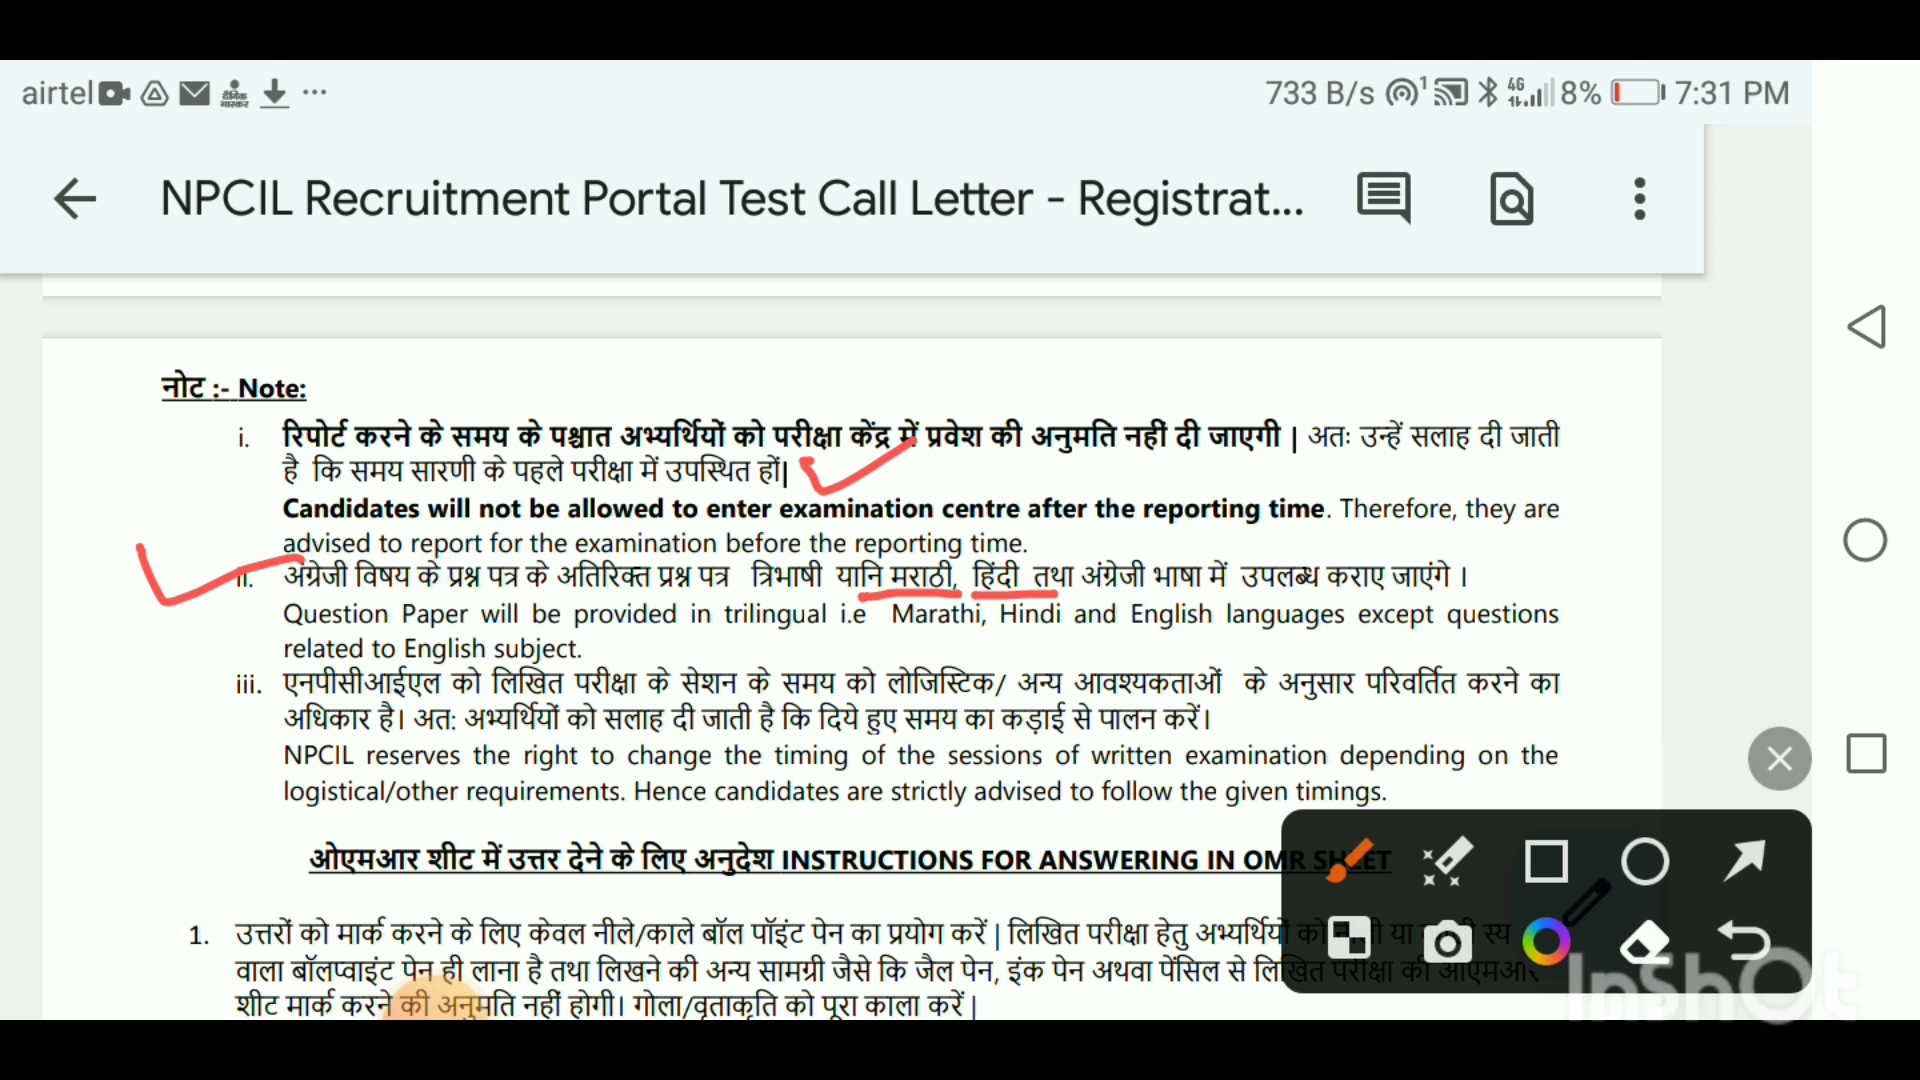 airtel ...
733 B/s 1 4G 8% 7:31 PM
NPCIL Recruitment Portal Test Call Letter - Registrat...
नोट :- Note:
i. रिपोर्ट करने के समय के पश्चात अभ्यर्थियों को परीक्षा केंद्र में प्रवेश की अनुमति नहीं दी जाएगी | अतः उन्हें सलाह दी जाती
है कि समय सारणी के पहले परीक्षा में उपस्थित हों|
Candidates will not be allowed to enter examination centre after the reporting time. Therefore, they are
advised to report for the examination before the reporting time.
ii. अंग्रेजी विषय के प्रश्न पत्र के अतिरिक्त प्रश्न पत्र त्रिभाषी यानि मराठी, हिंदी तथा अंग्रेजी भाषा में उपलब्ध कराए जाएंगे ।
Question Paper will be provided in trilingual i.e Marathi, Hindi and English languages except questions
related to English subject.
iii. एनपीसीआईएल को लिखित परीक्षा के सेशन के समय को लोजिस्टिक/ अन्य आवश्यकताओं के अनुसार परिवर्तित करने का
अधिकार है। अत: अभ्यर्थियों को सलाह दी जाती है कि दिये हुए समय का कड़ाई से पालन करें।
NPCIL reserves the right to change the timing of the sessions of written examination depending on the
logistical/other requirements. Hence candidates are strictly advised to follow the given timings.
ओएमआर शीट में उत्तर देने के लिए अनुदेश INSTRUCTIONS FOR ANSWERING IN OMR SHEET
1. उत्तरों को मार्क करने के लिए केवल नीले/काले बॉल पॉइंट पेन का प्रयोग करें | लिखित परीक्षा हेतु अभ्यर्थियों को
वाला बॉलप्वाइंट पेन ही लाना है तथा लिखने की अन्य सामग्री जैसे कि जैल पेन, इंक पेन अथवा पेंसिल से लिखित परीक्षा की ओएमआर
शीट मार्क करने की अनुमति नहीं होगी। गोला/वृताकृति को पूरा काला करें |
InShOt